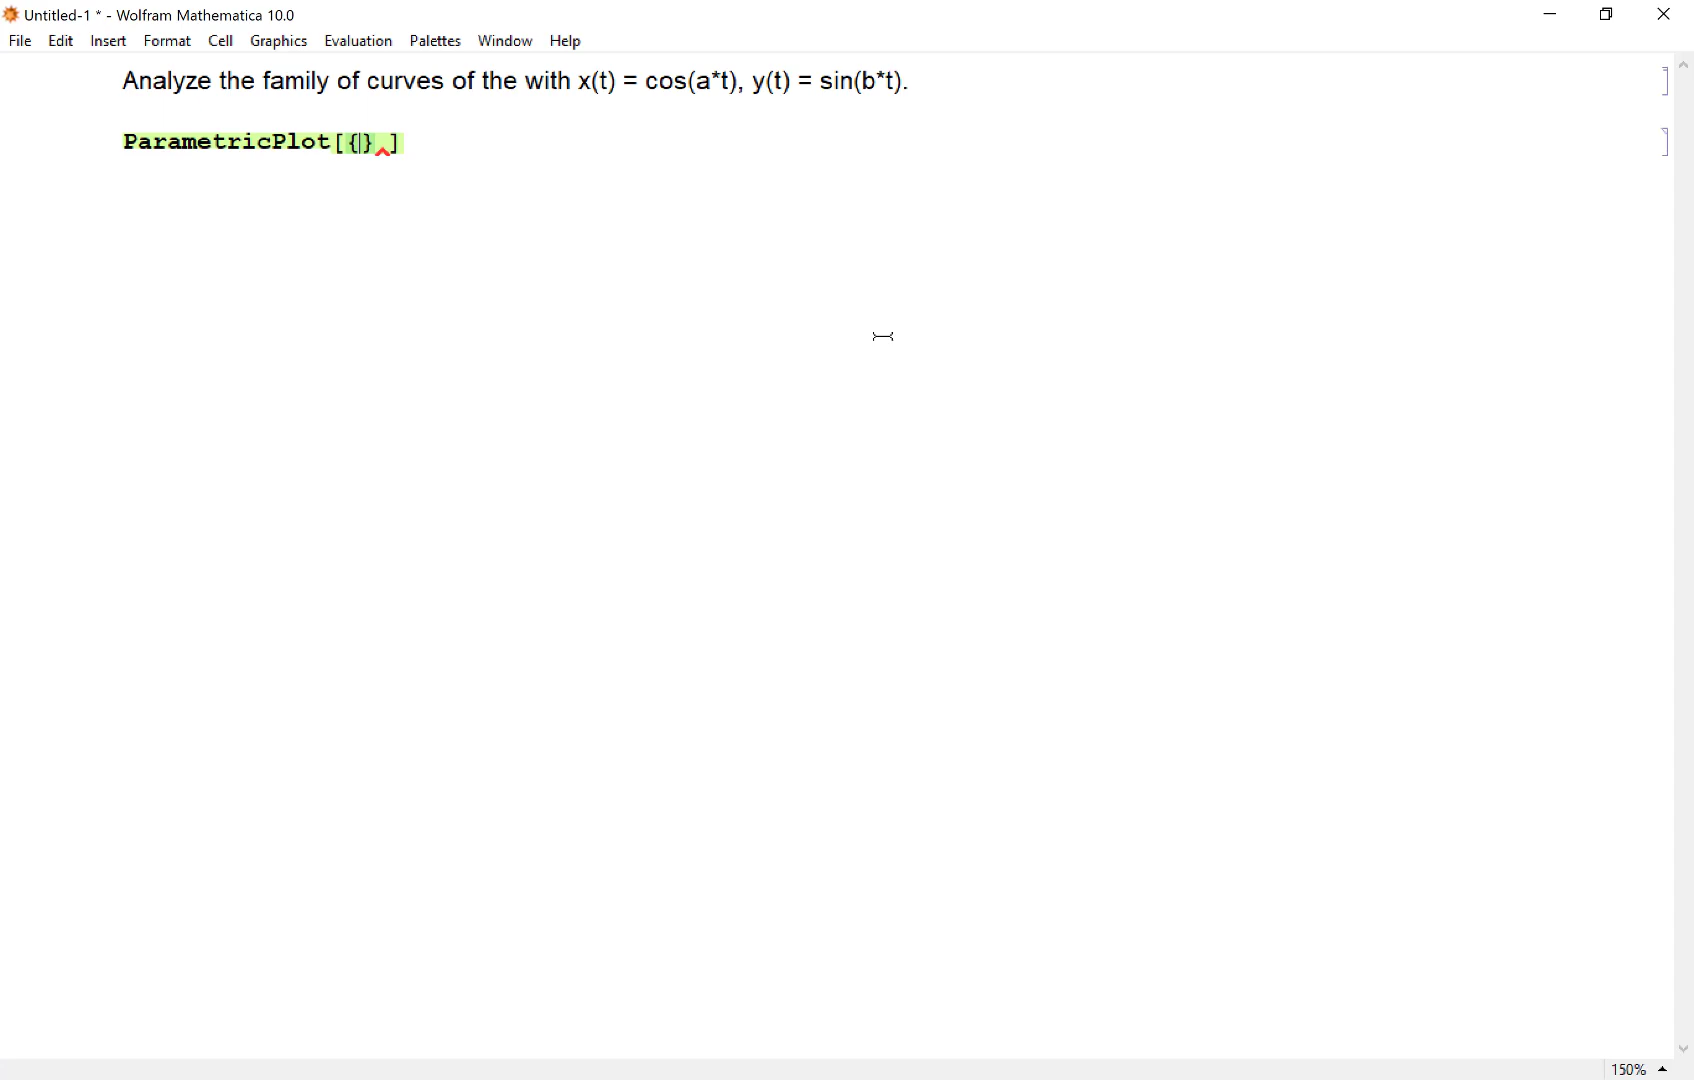 Untitled-1 * - Wolfram Mathematica 10.0
File Edit Insert Format Cell Graphics Evaluation Palettes Window Help
Analyze the family of curves of the with x(t) = cos(a*t), y(t) = sin(b*t).
ParametricPlot[{} ]
150%